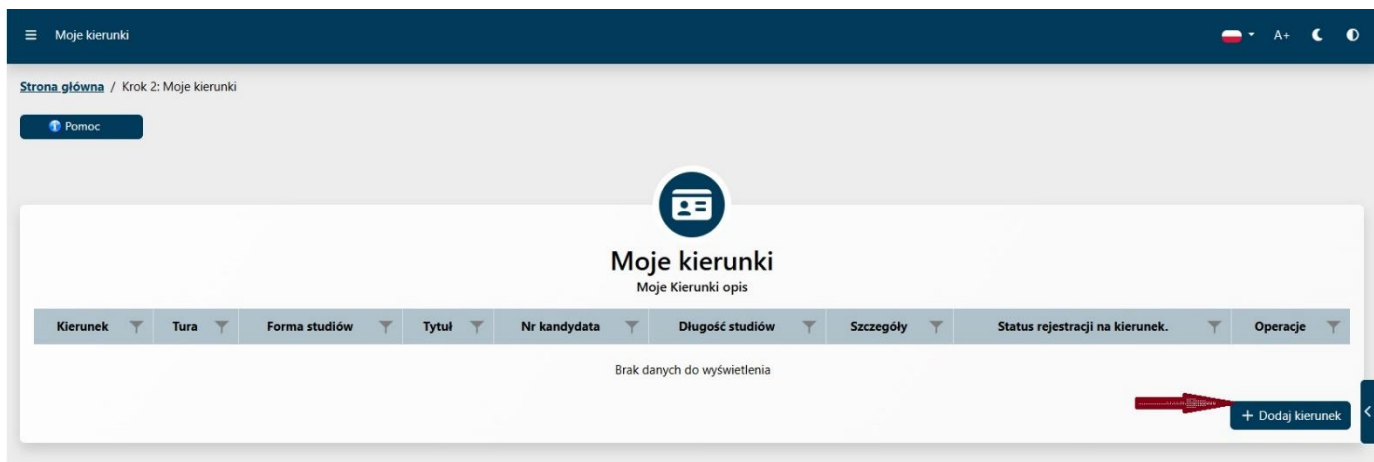 Moje kierunki
A+
Strona główna / Krok 2: Moje kierunki
Pomoc
Moje kierunki
Moje Kierunki opis
Kierunek Tura Forma studiów Tytuł Nr kandydata Długość studiów Szczegóły Status rejestracji na kierunek. Operacje
Brak danych do wyświetlenia
+ Dodaj kierunek